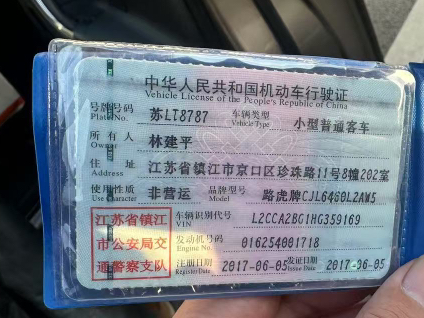 中华人民共和国机动车行驶证
Vehicle License of the People's Republic of China
号牌号码 Plate No. 苏LT8787 车辆类型 Vehicle Type 小型普通客车
所有人 Owner 林建平
住址 Address 江苏省镇江市京口区珍珠路11号8幢202室
使用性质 Use Character 非营运 品牌型号 Model 路虎牌CJL6460L2AW5
江苏省镇江 车辆识别代号 VIN L2CCA2BG1HG359169
市公安局交 发动机号码 Engine No. 016254081718
通警察支队 注册日期 Register Date 2017-06-05 发证日期 Issue Date 2017-06-05